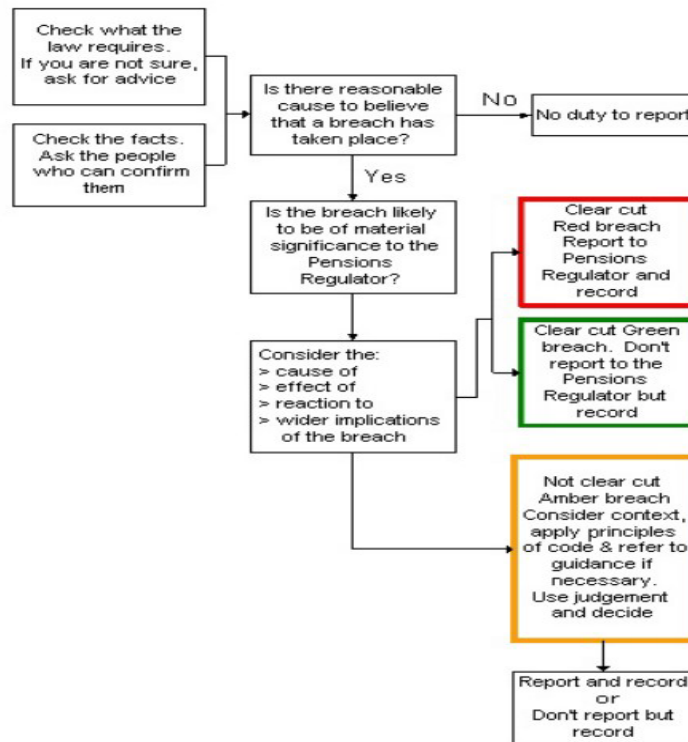 Check what the
law requires.
If you are not sure,
ask for advice
Check the facts.
Ask the people
who can confirm
them
Is there reasonable
cause to believe
that a breach has
taken place?
No
No duty to report
Yes
Is the breach likely
to be of material
significance to the
Pensions
Regulator?
Clear cut
Red breach
Report to
Pensions
Regulator and
record
Clear cut Green
breach. Don't
report to the
Pensions
Regulator but
record
Consider the:
> cause of
> effect of
> reaction to
> wider implications
of the breach
Not clear cut
Amber breach
Consider context,
apply principles
of code & refer to
guidance if
necessary.
Use judgement
and decide
Report and record
or
Don't report but
record